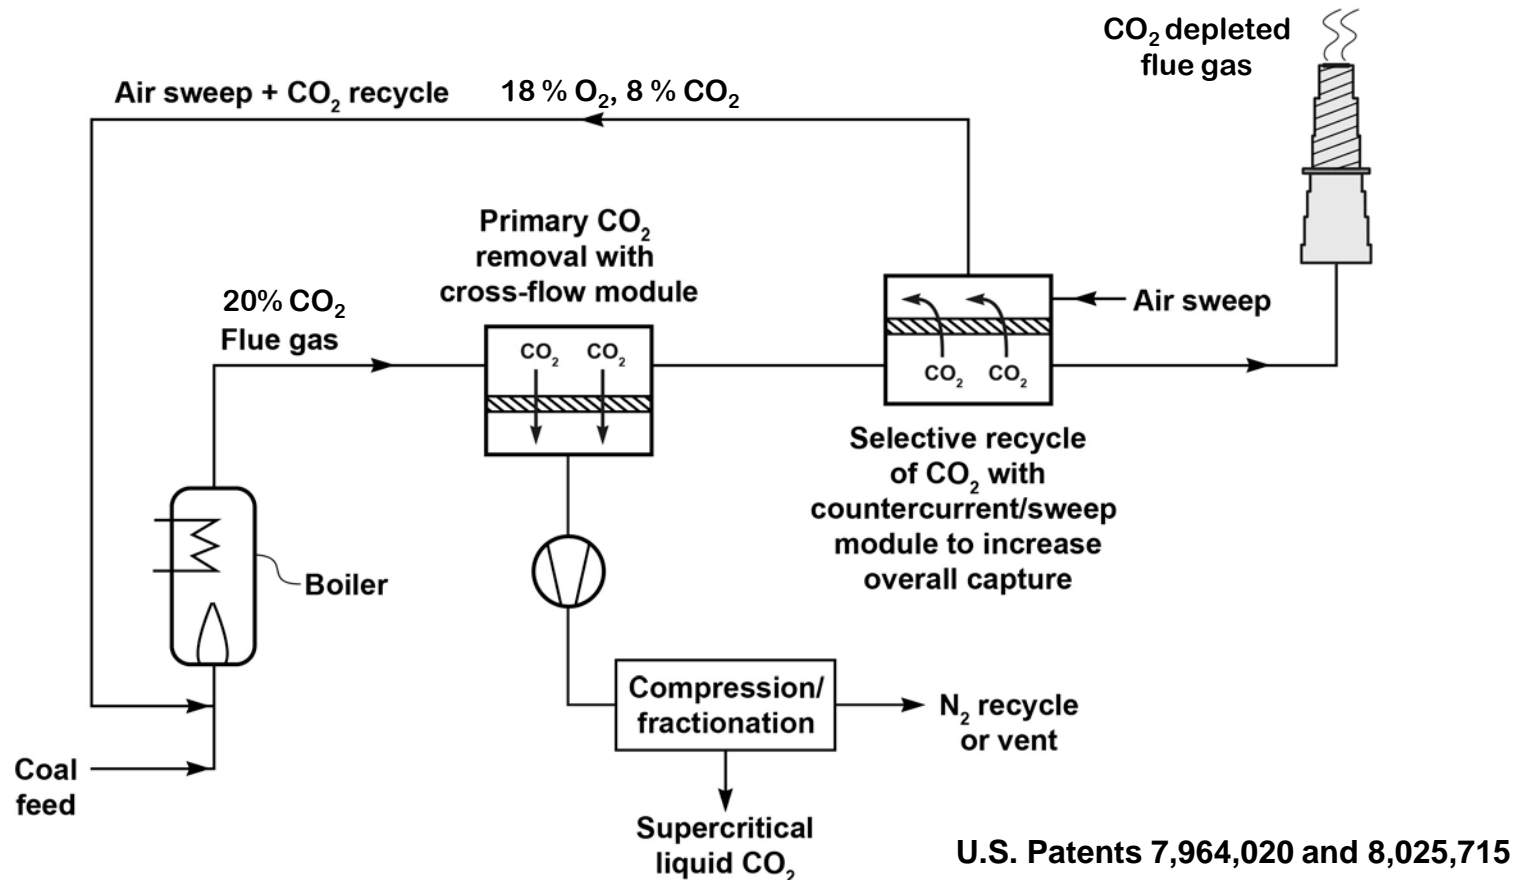 CO₂ depleted
flue gas
Air sweep + CO₂ recycle
18 % O₂, 8 % CO₂
Primary CO₂
removal with
cross-flow module
20% CO₂
Flue gas
CO₂ CO₂
Air sweep
CO₂ CO₂
Selective recycle
of CO₂ with
countercurrent/sweep
module to increase
overall capture
Boiler
Compression/
fractionation
N₂ recycle
or vent
Coal
feed
Supercritical
liquid CO₂
U.S. Patents 7,964,020 and 8,025,715